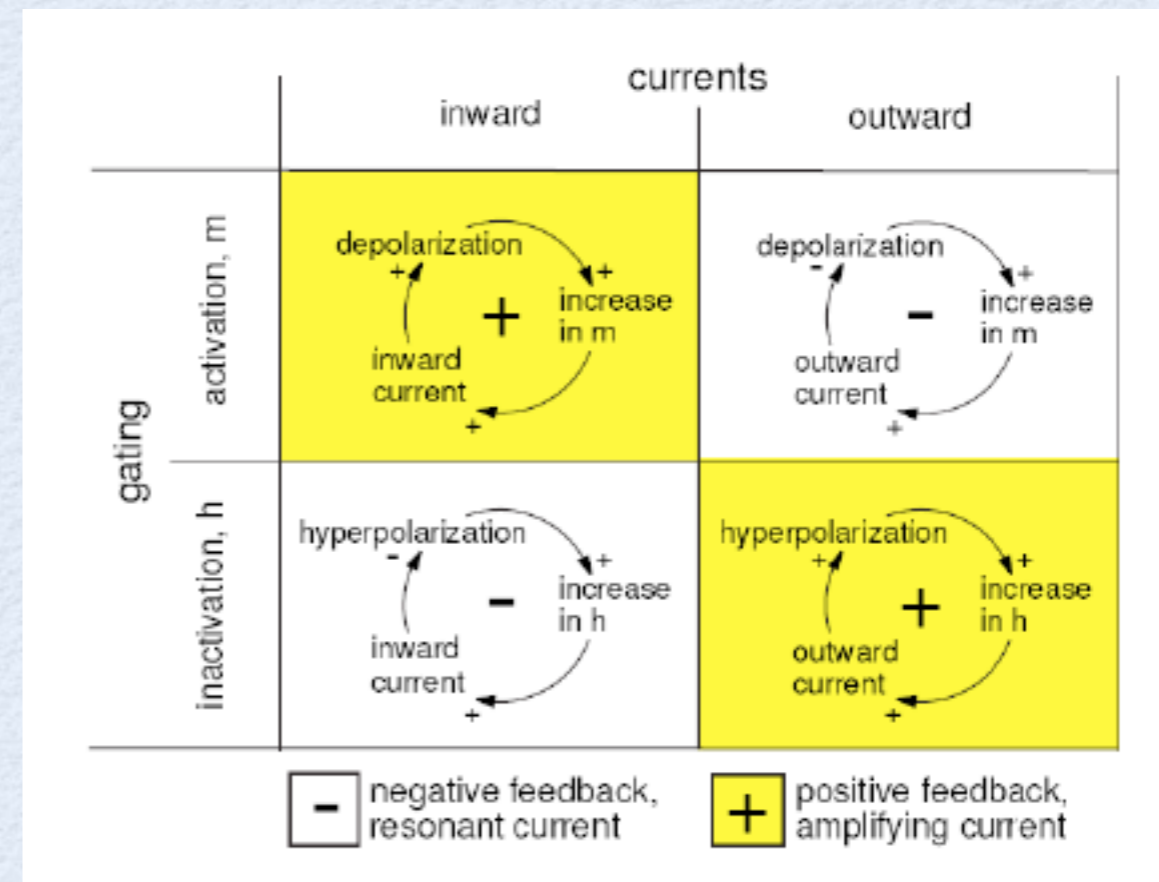 currents
inward
outward
gating
activation, m
depolarization
+
increase
in m
+
inward
current
+
+
depolarization
-
increase
in m
+
outward
current
+
-
inactivation, h
hyperpolarization
-
increase
in h
+
inward
current
+
-
hyperpolarization
+
increase
in h
+
outward
current
+
+
- negative feedback,
resonant current
+ positive feedback,
amplifying current